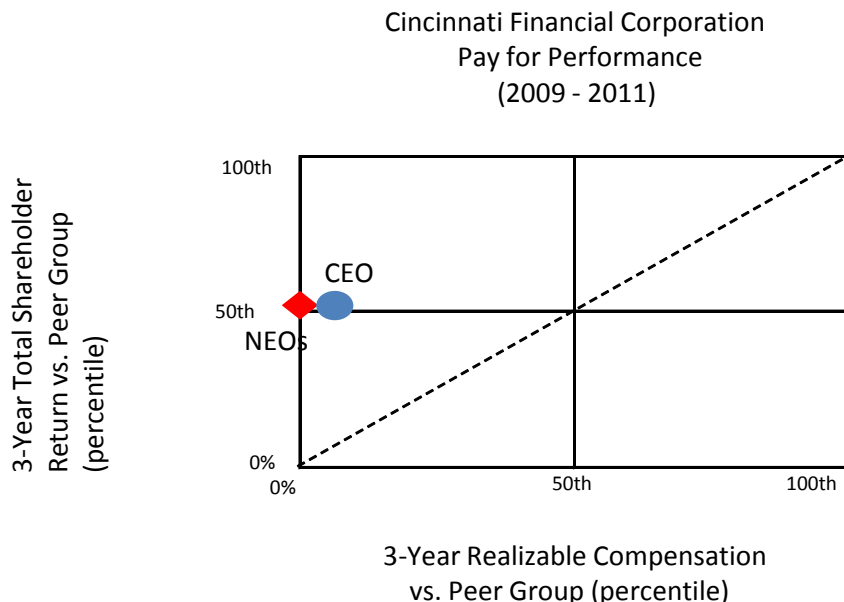 Cincinnati Financial Corporation
Pay for Performance
(2009 - 2011)
3-Year Total Shareholder
Return vs. Peer Group
(percentile)
100th
CEO
50th
NEOs
0%
0%
50th
100th
3-Year Realizable Compensation
vs. Peer Group (percentile)